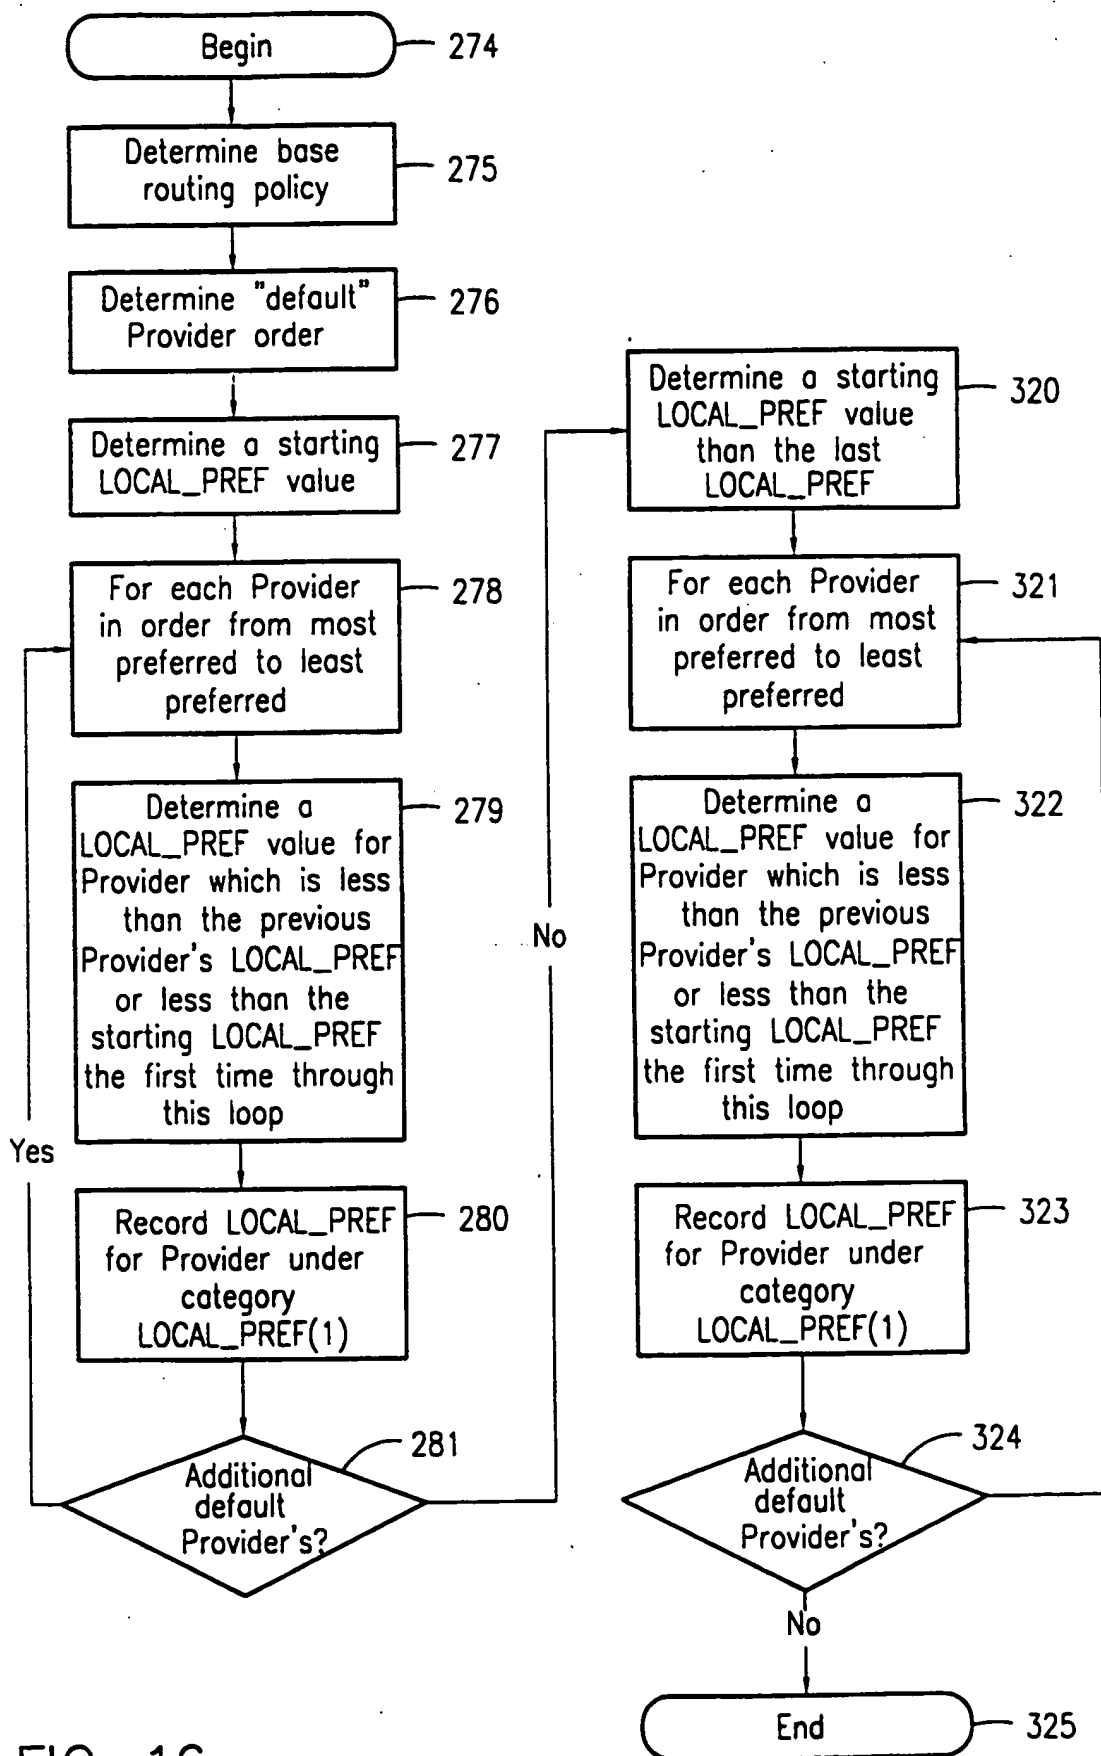 Begin
274
Determine base
routing policy
275
Determine "default"
Provider order
276
Determine a starting
LOCAL_PREF value
277
For each Provider
in order from most
preferred to least
preferred
278
Determine a
LOCAL_PREF value for
Provider which is less
than the previous
Provider's LOCAL_PREF
or less than the
starting LOCAL_PREF
the first time through
this loop
279
Yes
Record LOCAL_PREF
for Provider under
category
LOCAL_PREF(1)
280
Additional
default
Provider's?
281
No
Determine a starting
LOCAL_PREF value
than the last
LOCAL_PREF
320
For each Provider
in order from most
preferred to least
preferred
321
Determine a
LOCAL_PREF value for
Provider which is less
than the previous
Provider's LOCAL_PREF
or less than the
starting LOCAL_PREF
the first time through
this loop
322
Record LOCAL_PREF
for Provider under
category
LOCAL_PREF(1)
323
Additional
default
Provider's?
324
No
End
325
FIG. 16